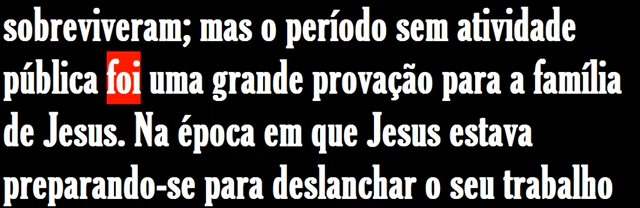 sobreviveram; mas o período sem atividade
pública foi uma grande provação para a família
de Jesus. Na época em que Jesus estava
preparando-se para deslanchar o seu trabalho